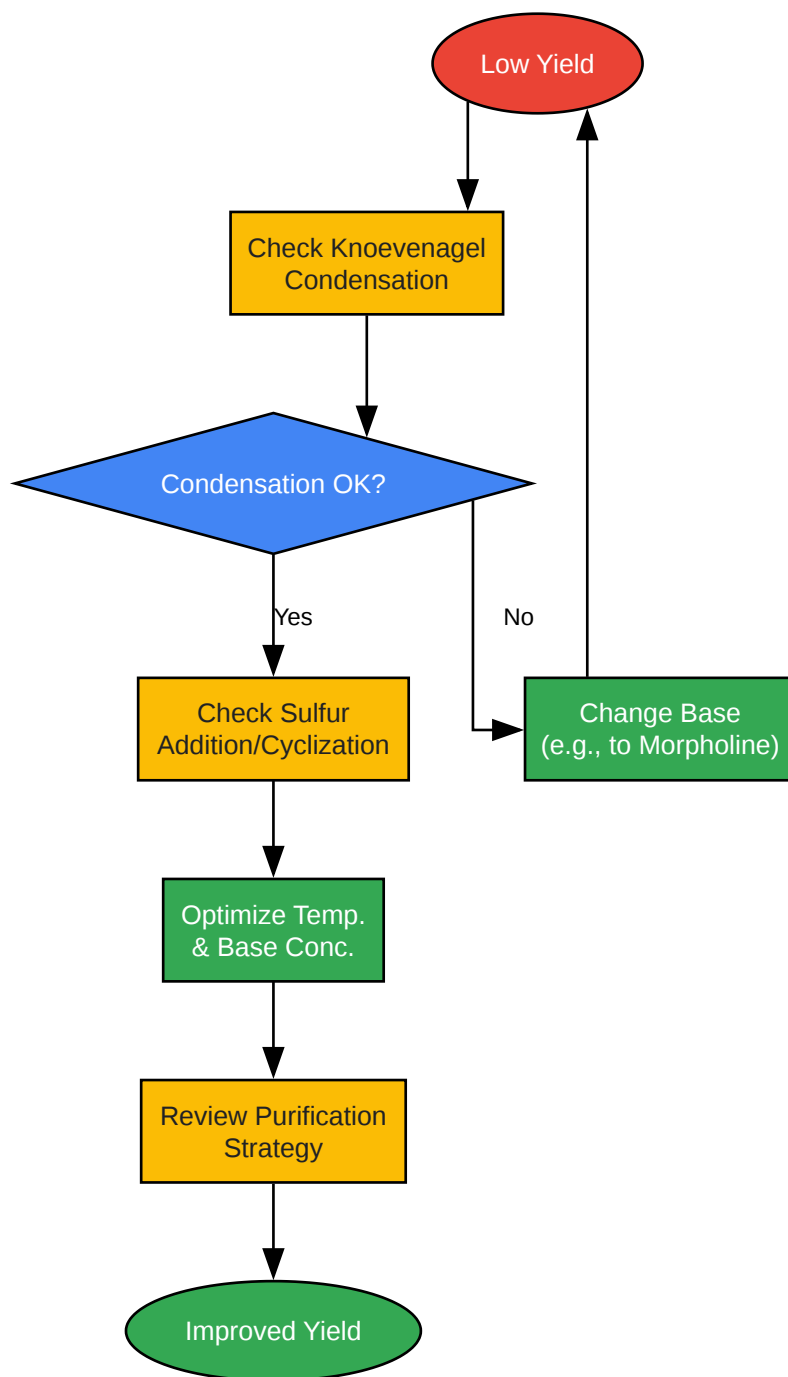 Low Yield
Check Knoevenagel
Condensation
Condensation OK?
Yes
No
Check Sulfur
Addition/Cyclization
Change Base
(e.g., to Morpholine)
Optimize Temp.
& Base Conc.
Review Purification
Strategy
Improved Yield